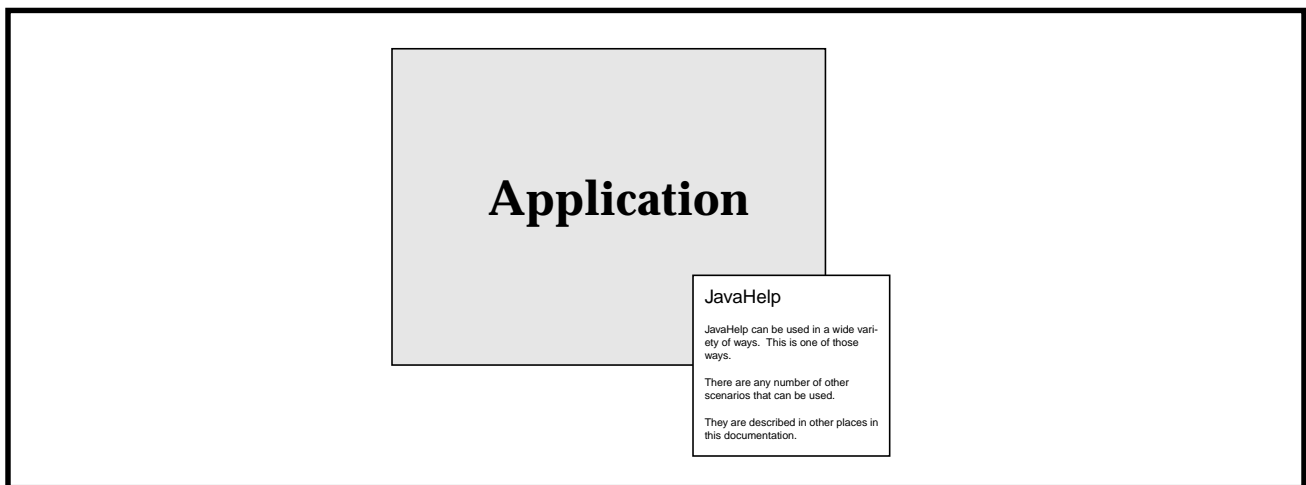 Application
JavaHelp
JavaHelp can be used in a wide vari-
ety of ways.  This is one of those
ways.
There are any number of other
scenarios that can be used.
They are described in other places in
this documentation.